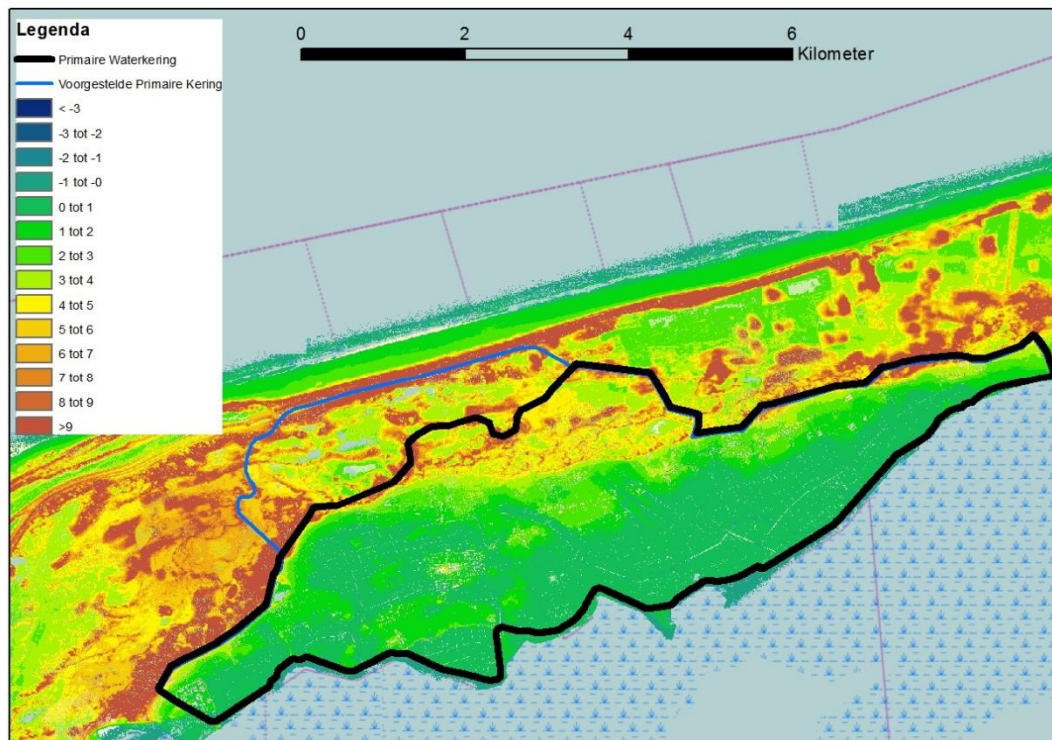 Legenda
Primaire Waterkering
Voorgestelde Primaire Kering
< -3
-3 tot -2
-2 tot -1
-1 tot -0
0 tot 1
1 tot 2
2 tot 3
3 tot 4
4 tot 5
5 tot 6
6 tot 7
7 tot 8
8 tot 9
>9
0 2 4 6
Kilometer